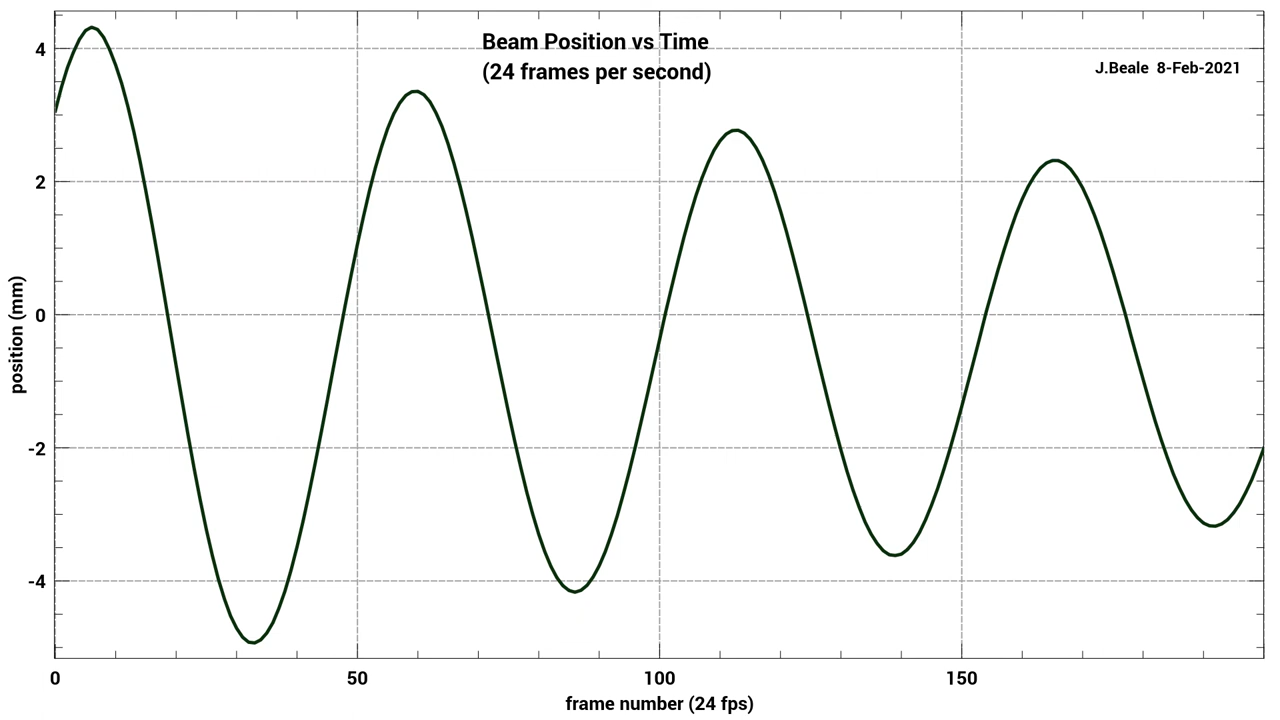 Beam Position vs Time
(24 frames per second)
J.Beale 8-Feb-2021
position (mm)
4
2
0
-2
-4
0 50 100 150
frame number (24 fps)